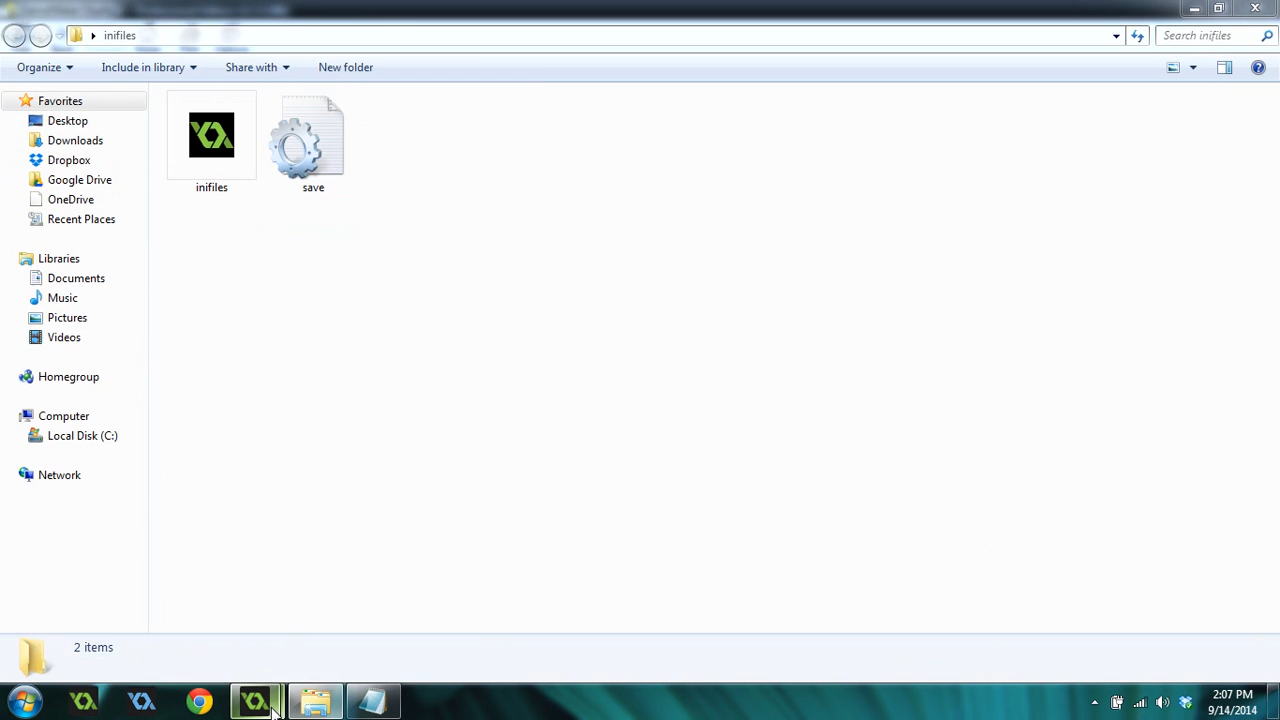 inifiles
Search inifiles
Organize
Include in library
Share with
New folder
Favorites
Desktop
Downloads
Dropbox
Google Drive
OneDrive
Recent Places
Libraries
Documents
Music
Pictures
Videos
Homegroup
Computer
Local Disk (C:)
Network
inifiles
save
2 items
2:07 PM
9/14/2014